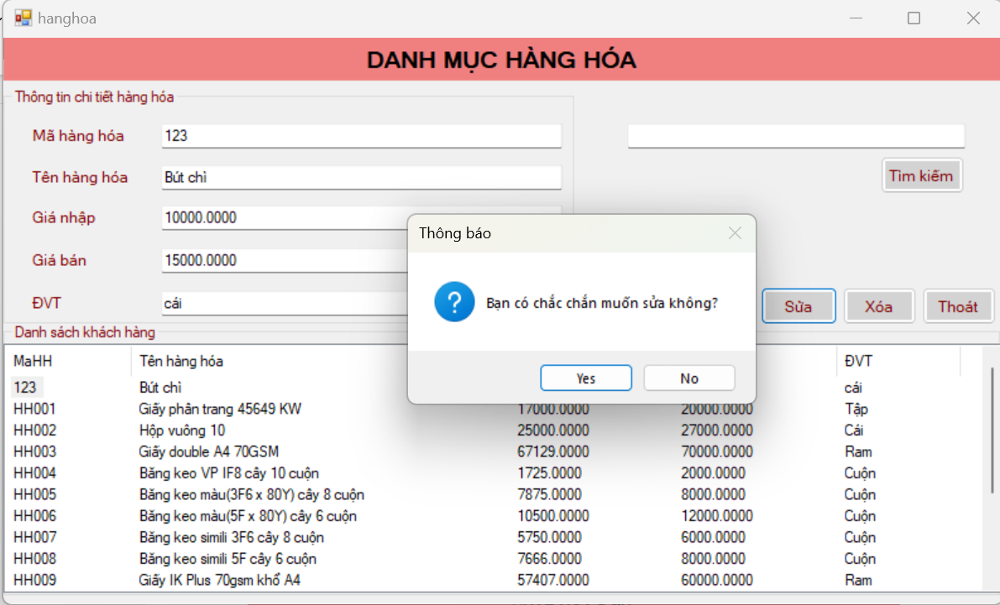 hanghoa
DANH MỤC HÀNG HÓA
Thông tin chi tiết hàng hóa
Mã hàng hóa 123
Tìm kiếm
Tên hàng hóa Bút chì
Giá nhập 10000.0000
Giá bán 15000.0000
ĐVT cái
Sửa Xóa Thoát
Thông báo
Bạn có chắc chắn muốn sửa không?
Yes No
Danh sách khách hàng
MaHH Tên hàng hóa ĐVT
123 Bút chì cái
HH001 Giấy phân trang 45649 KW 17000.0000 20000.0000 Tập
HH002 Hộp vuông 10 25000.0000 27000.0000 Cái
HH003 Giấy double A4 70GSM 67129.0000 70000.0000 Ram
HH004 Băng keo VP IF8 cây 10 cuộn 1725.0000 2000.0000 Cuộn
HH005 Băng keo màu(3F6 x 80Y) cây 8 cuộn 7875.0000 8000.0000 Cuộn
HH006 Băng keo màu(5F x 80Y) cây 6 cuộn 10500.0000 12000.0000 Cuộn
HH007 Băng keo simili 3F6 cây 8 cuộn 5750.0000 6000.0000 Cuộn
HH008 Băng keo simili 5F cây 6 cuộn 7666.0000 8000.0000 Cuộn
HH009 Giấy IK Plus 70gsm khổ A4 57407.0000 60000.0000 Ram